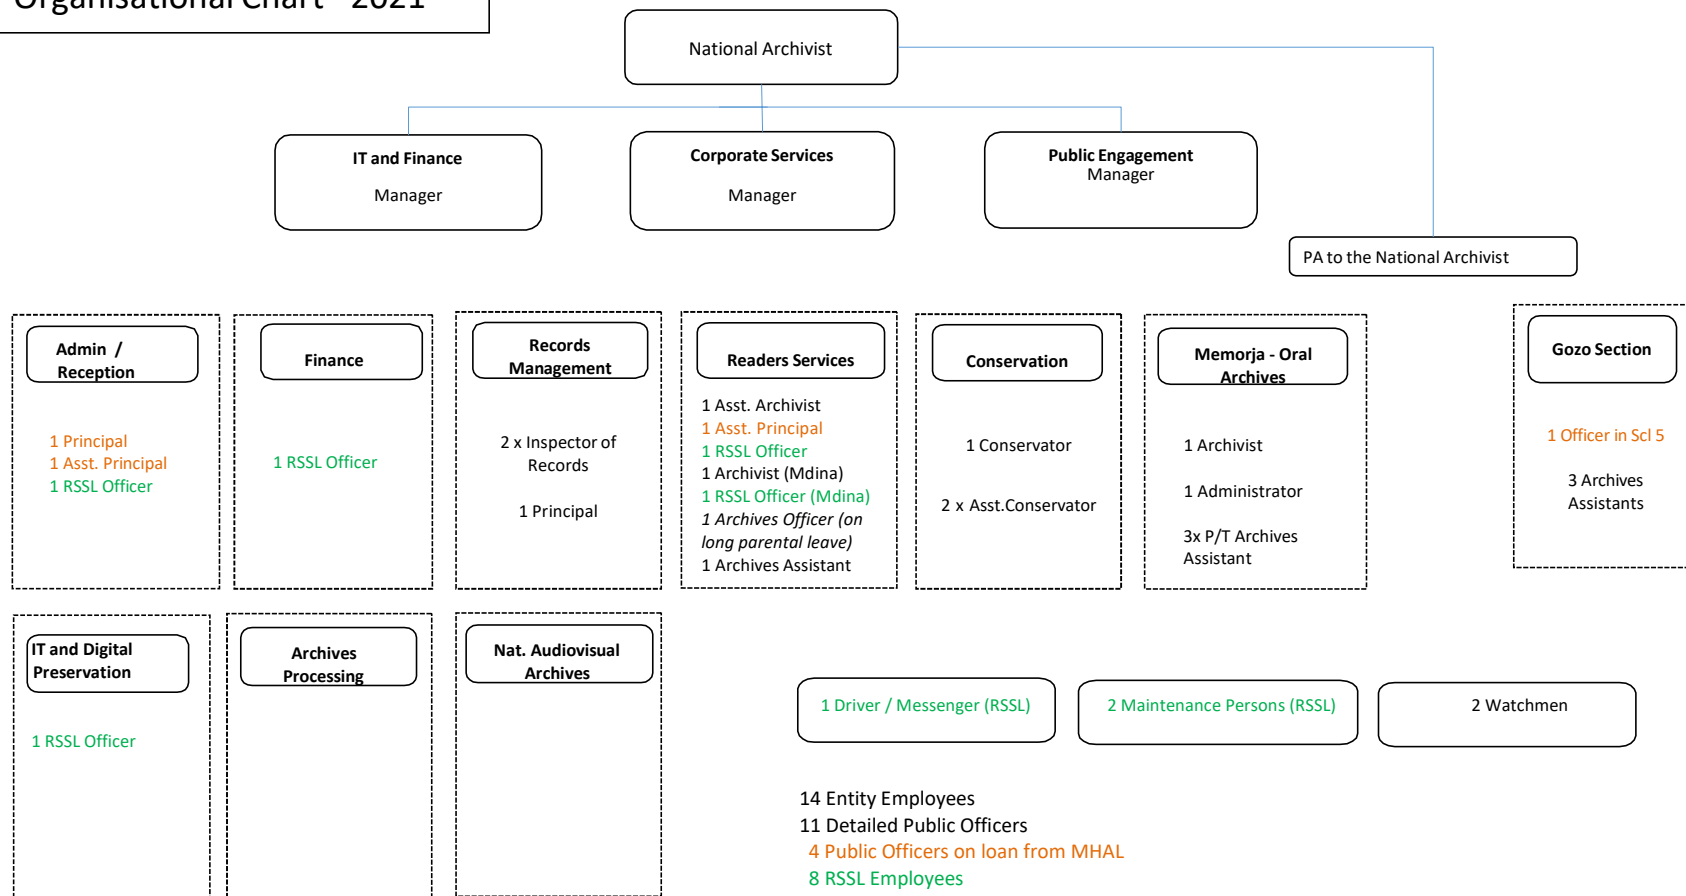 Organisational Chart - 2021
National Archivist
IT and Finance
Manager
Corporate Services
Manager
Public Engagement
Manager
PA to the National Archivist
Admin /
Reception
1 Principal
1 Asst. Principal
1 RSSL Officer
Finance
1 RSSL Officer
Records
Management
2 x Inspector of
Records
1 Principal
Readers Services
1 Asst. Archivist
1 Asst. Principal
1 RSSL Officer
1 Archivist (Mdina)
1 RSSL Officer (Mdina)
1 Archives Officer (on
long parental leave)
1 Archives Assistant
Conservation
1 Conservator
2 x Asst.Conservator
Memorja - Oral
Archives
1 Archivist
1 Administrator
3x P/T Archives
Assistant
Gozo Section
1 Officer in Scl 5
3 Archives
Assistants
IT and Digital
Preservation
1 RSSL Officer
Archives
Processing
Nat. Audiovisual
Archives
1 Driver / Messenger (RSSL)
2 Maintenance Persons (RSSL)
2 Watchmen
14 Entity Employees
11 Detailed Public Officers
4 Public Officers on loan from MHAL
8 RSSL Employees